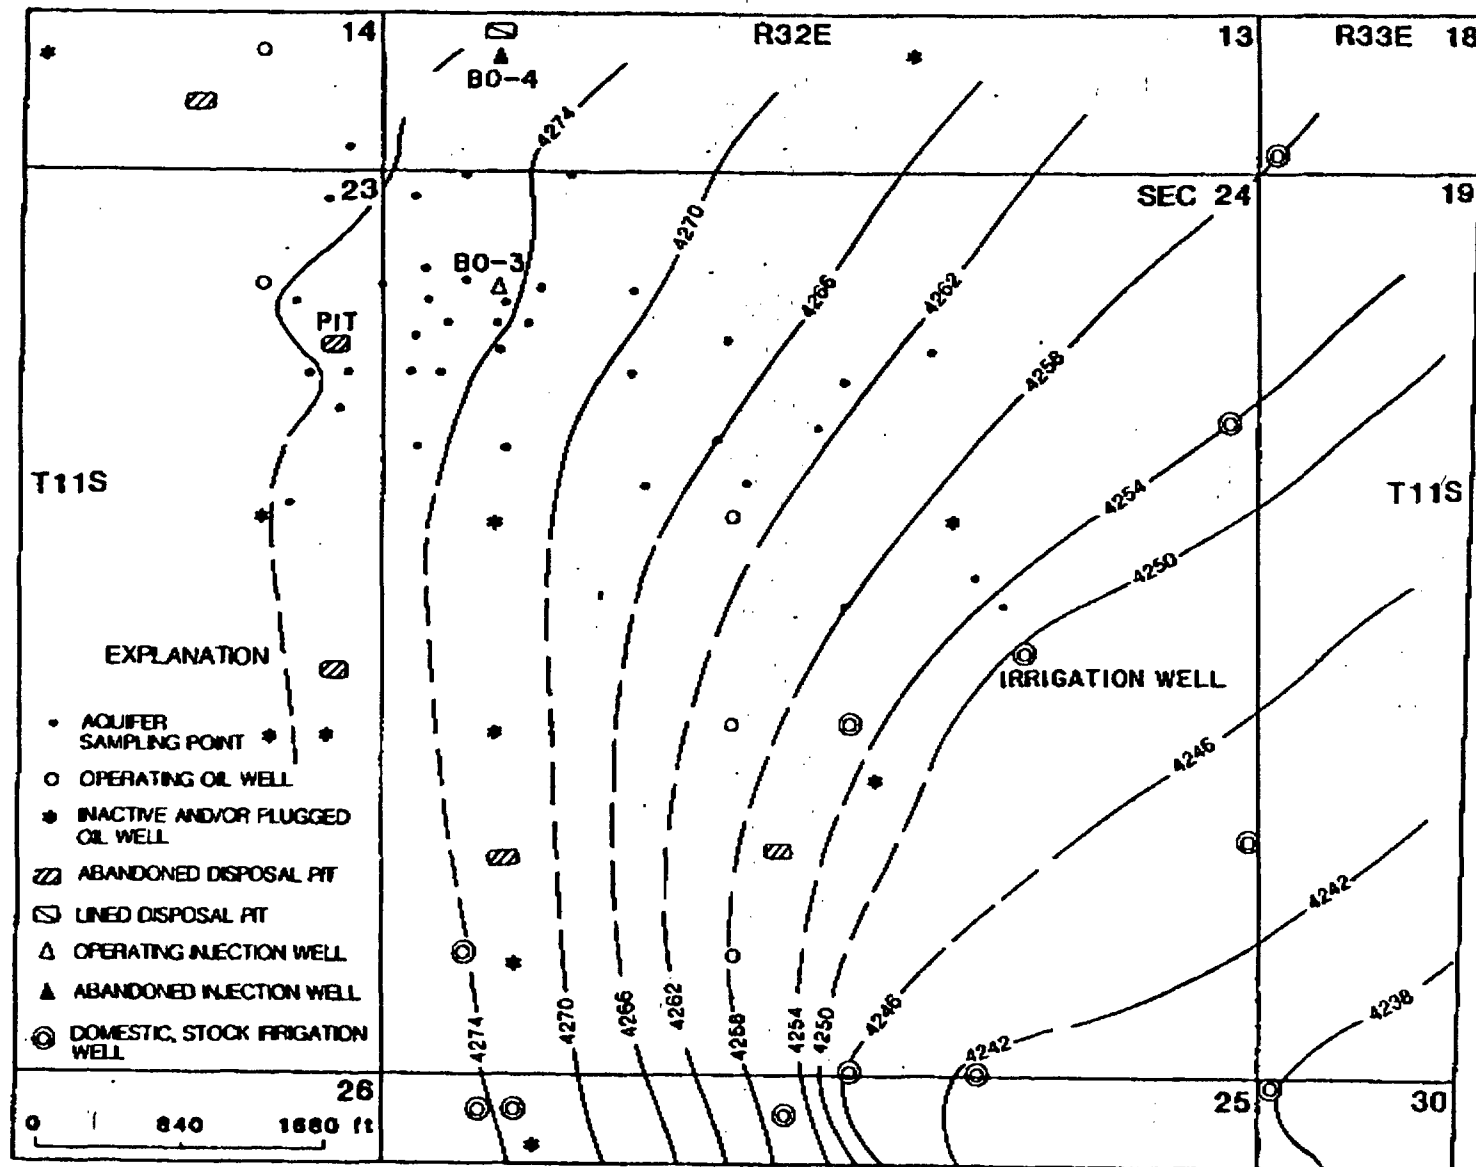 14
R32E
13
R33E
18
BO-4
4274
23
SEC 24
19
4270
BO-3
4266
4262
PIT
4258
T11S
4254
T11S
4250
EXPLANATION
IRRIGATION WELL
AQUIFER
SAMPLING POINT
OPERATING OIL WELL
INACTIVE AND/OR PLUGGED
OIL WELL
4246
ABANDONED DISPOSAL PIT
4242
LINED DISPOSAL PIT
OPERATING INJECTION WELL
ABANDONED INJECTION WELL
DOMESTIC, STOCK IRRIGATION
WELL
4274
4270
4266
4262
4258
4254
4250
4246
4242
4238
26
25
30
0
840
1680 ft